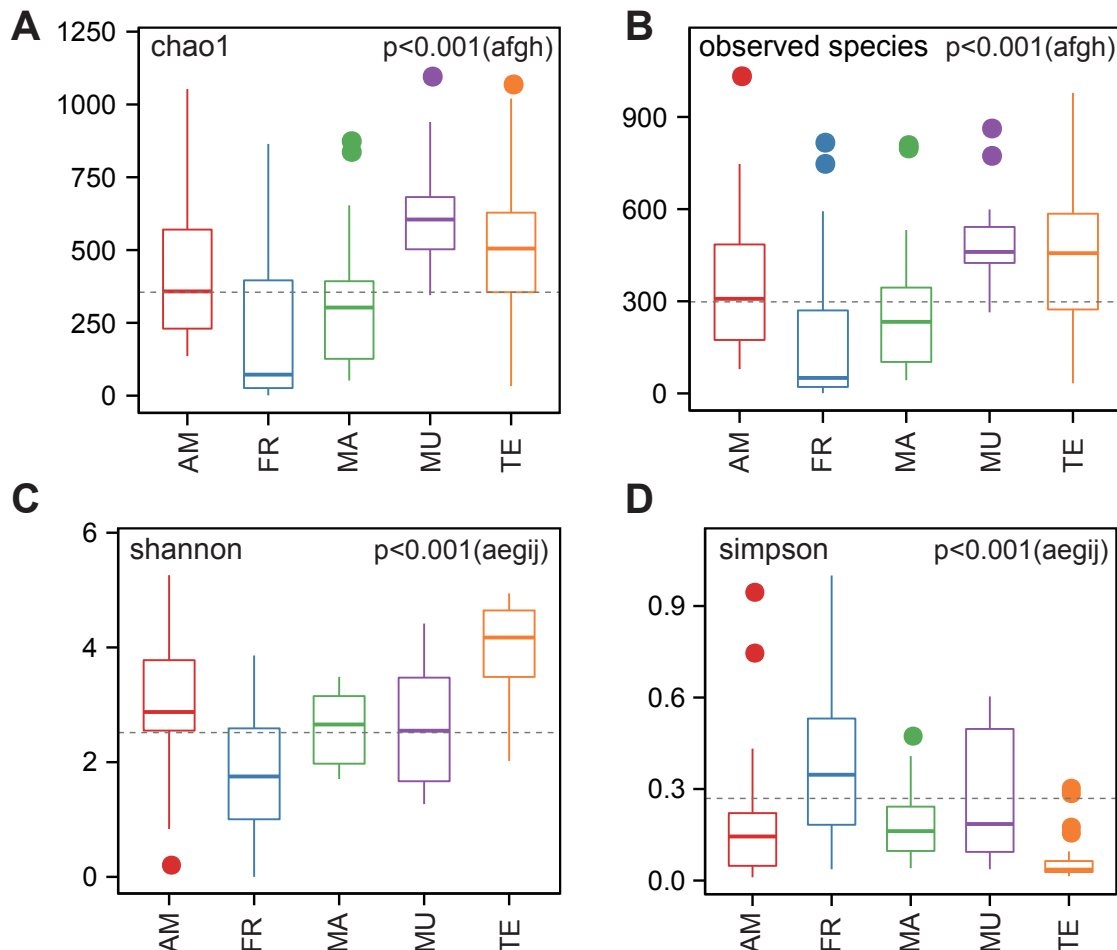 A
chao1 p<0.001(afgh)
1250
1000
750
500
250
0
AM FR MA MU TE
B
observed species p<0.001(afgh)
900
600
300
0
AM FR MA MU TE
C
shannon p<0.001(aegij)
6
4
2
0
AM FR MA MU TE
D
simpson p<0.001(aegij)
0.9
0.6
0.3
0.0
AM FR MA MU TE